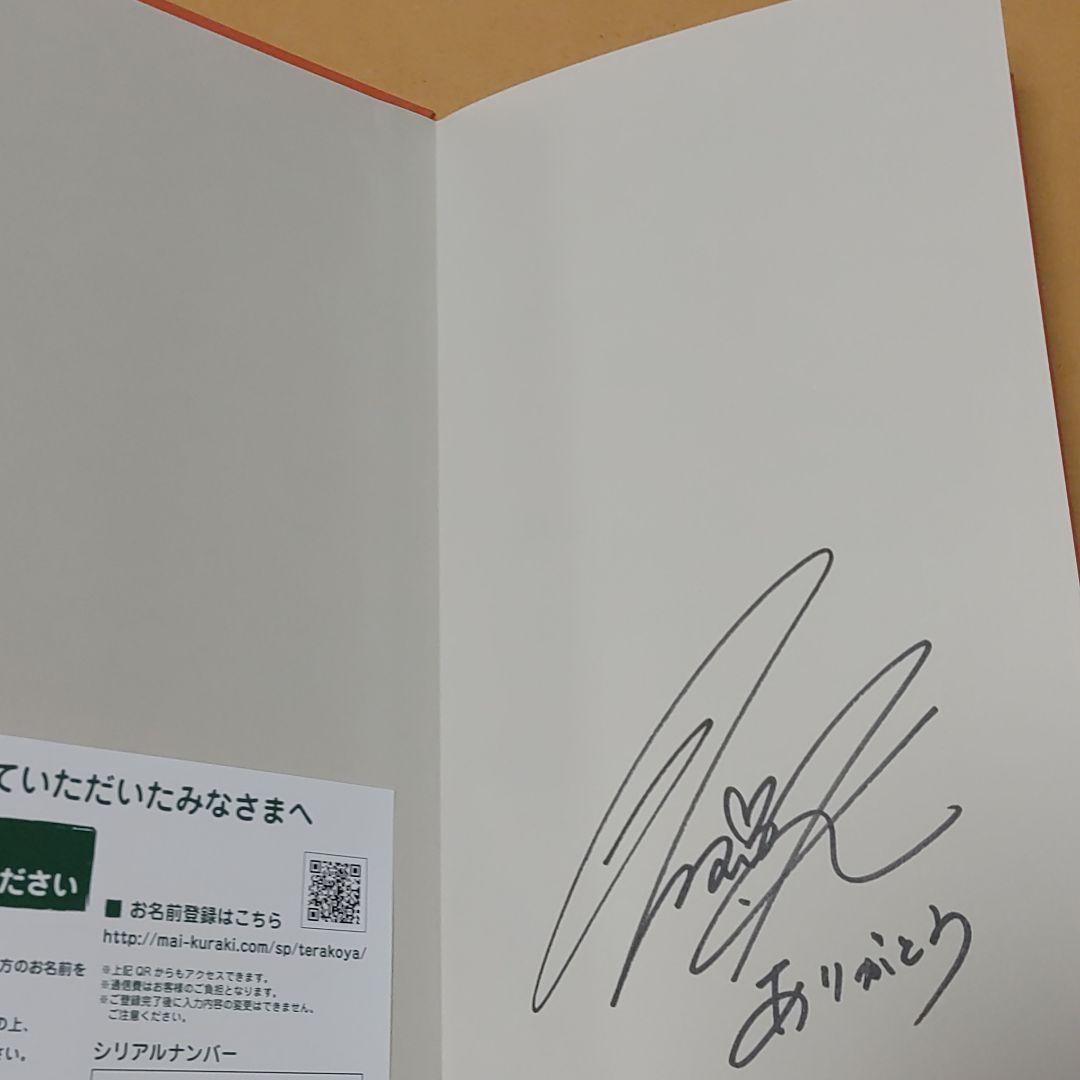 ていただいたみなさまへ
ださい
■ お名前登録はこちら
http://mai-kuraki.com/sp/terakoya/
方のお名前を
※上記QRからもアクセスできます。
※通信費はお客様のご負担となります。
※ご登録完了後に入力内容の変更はできません。
ご注意ください。
の上、
さい。
シリアルナンバー
Mai.K
ありがとう